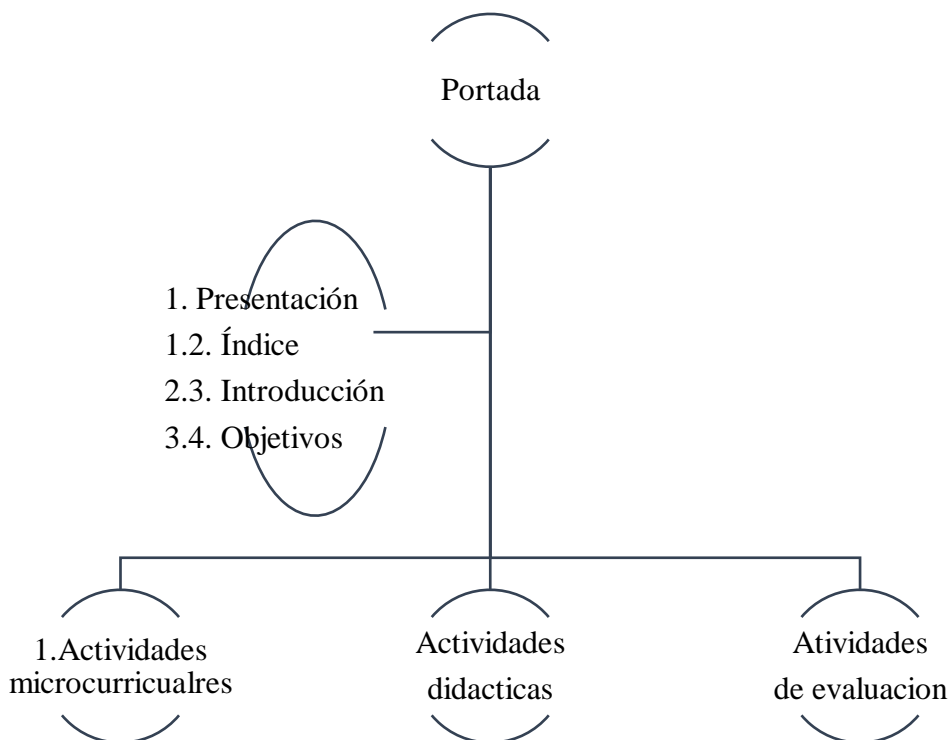 Portada
1. Presentación
1.2. Índice
2.3. Introducción
3.4. Objetivos
1.Actividades
microcurricualres
Actividades
didacticas
Atividades
de evaluacion